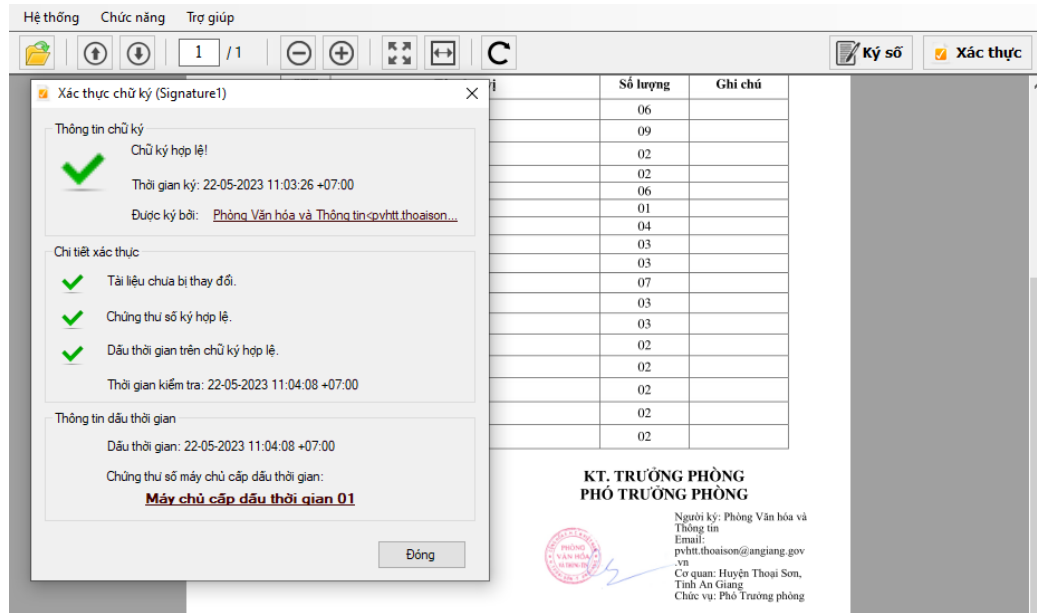 Hệ thống Chức năng Trợ giúp
1 /1 Ký số Xác thực
Xác thực chữ ký (Signature1)
Thông tin chữ ký
Chữ ký hợp lệ!
Thời gian ký: 22-05-2023 11:03:26 +07:00
Được ký bởi: Phòng Văn hóa và Thông tin<pvhtt.thoaison...
Chi tiết xác thực
Tài liệu chưa bị thay đổi.
Chứng thư số ký hợp lệ.
Dấu thời gian trên chữ ký hợp lệ.
Thời gian kiểm tra: 22-05-2023 11:04:08 +07:00
Thông tin dấu thời gian
Dấu thời gian: 22-05-2023 11:04:08 +07:00
Chứng thư số máy chủ cấp dấu thời gian:
Máy chủ cấp dấu thời gian 01
Đóng
Số lượng Ghi chú
06
09
02
02
06
01
04
03
03
07
03
03
02
02
02
02
02
KT. TRƯỞNG PHÒNG
PHÓ TRƯỞNG PHÒNG
PHÒNG
VĂN HÓA
Người ký: Phòng Văn hóa và
Thông tin
Email:
pvhtt.thoaison@angiang.gov
.vn
Cơ quan: Huyện Thoại Sơn,
Tỉnh An Giang
Chức vụ: Phó Trưởng phòng